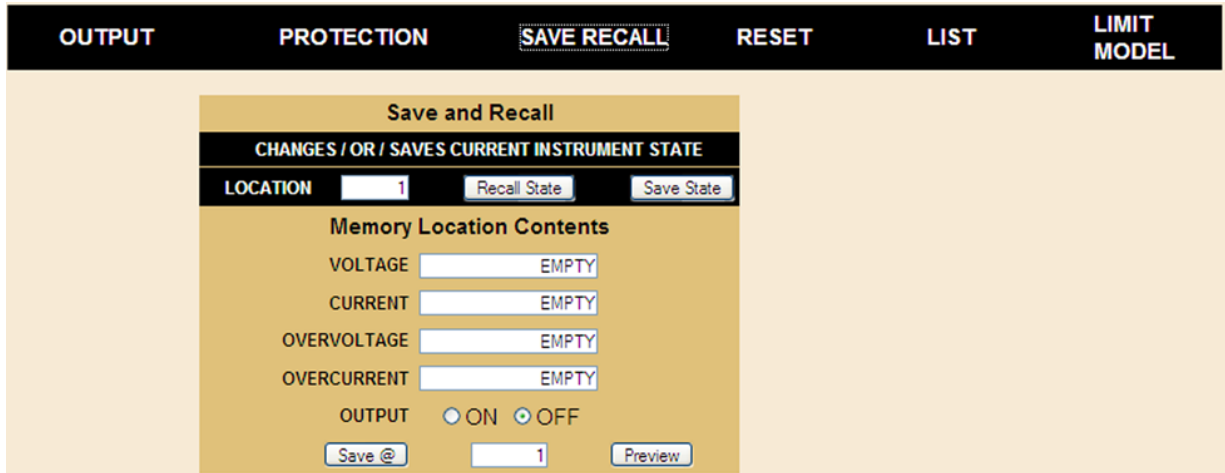 OUTPUT PROTECTION SAVE RECALL RESET LIST LIMIT MODEL
Save and Recall
CHANGES / OR / SAVES CURRENT INSTRUMENT STATE
LOCATION 1 Recall State Save State
Memory Location Contents
VOLTAGE EMPTY
CURRENT EMPTY
OVERVOLTAGE EMPTY
OVERCURRENT EMPTY
OUTPUT ON OFF
Save @ 1 Preview